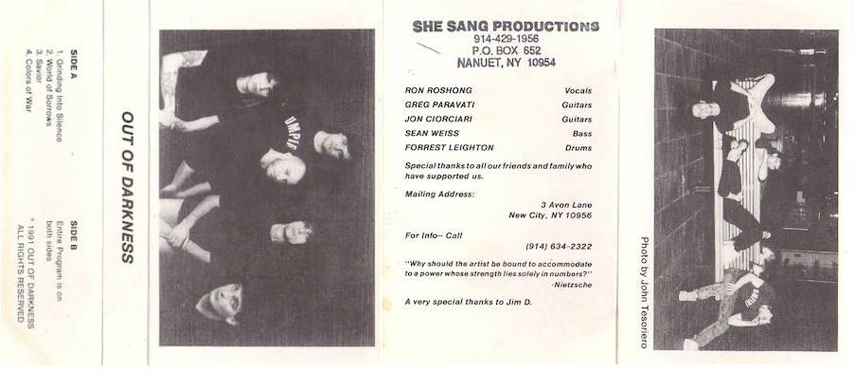 SIDE A
1. Grinding Into Silence
2. World of Sorrows
3. Savior
4. Colors of War
SIDE B
Entire Program is on
both sides
° 1991 OUT OF DARKNESS
ALL RIGHTS RESERVED
OUT OF DARKNESS
SHE SANG PRODUCTIONS
914-429-1956
P.O. BOX 652
NANUET, NY 10954
RON ROSHONG Vocals
GREG PARAVATI Guitars
JON CIORCIARI Guitars
SEAN WEISS Bass
FORREST LEIGHTON Drums
Special thanks to all our friends and family who
have supported us.
Mailing Address:
3 Avon Lane
New City, NY 10956
For Info-- Call
(914) 634-2322
"Why should the artist be bound to accommodate
to a power whose strength lies solely in numbers?"
-Nietzsche
A very special thanks to Jim D.
Photo by John Tesoriero